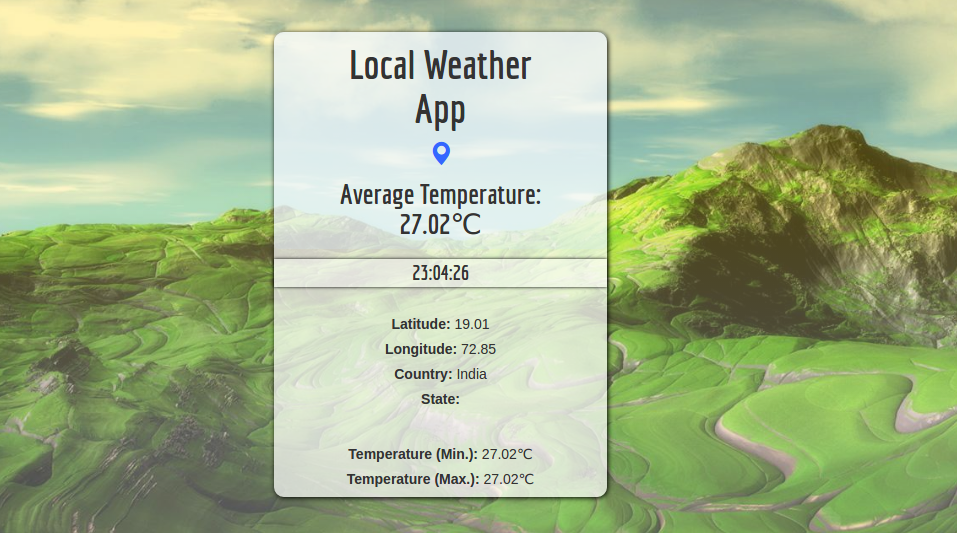 Local Weather
App
Average Temperature:
27.02℃
23:04:26
Latitude: 19.01
Longitude: 72.85
Country: India
State:
Temperature (Min.): 27.02℃
Temperature (Max.): 27.02℃